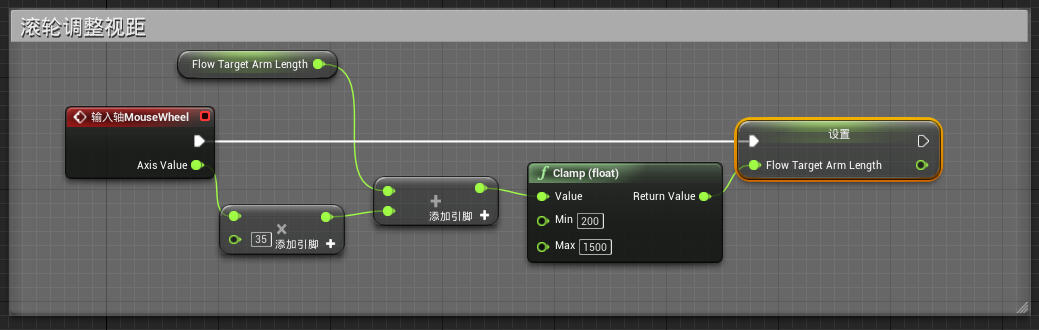 滚轮调整视距
Flow Target Arm Length
输入轴MouseWheel
Axis Value
×
35
添加引脚 +
+
添加引脚 +
f Clamp (float)
Value
Return Value
Min 200
Max 1500
设置
Flow Target Arm Length